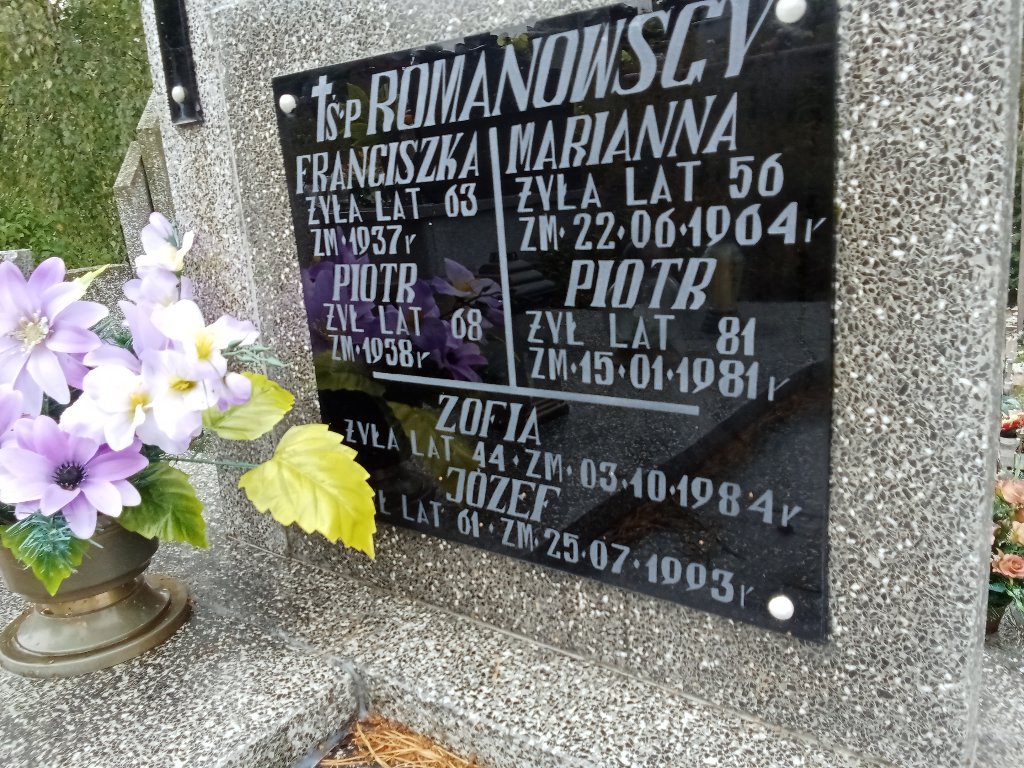 Ś·P ROMANOWSCY
FRANCISZKA
ŻYŁA LAT 63
ZM·1937r
PIOTR
ŻYŁ LAT 68
ZM·1958r
MARIANNA
ŻYŁA LAT 56
ZM·22·06·1964r
PIOTR
ŻYŁ LAT 81
ZM·15·01·1981r
ZOFIA
ŻYŁA LAT 44·ZM·03·10·1984r
JÓZEF
Ł LAT 61·ZM·25·07·1993r